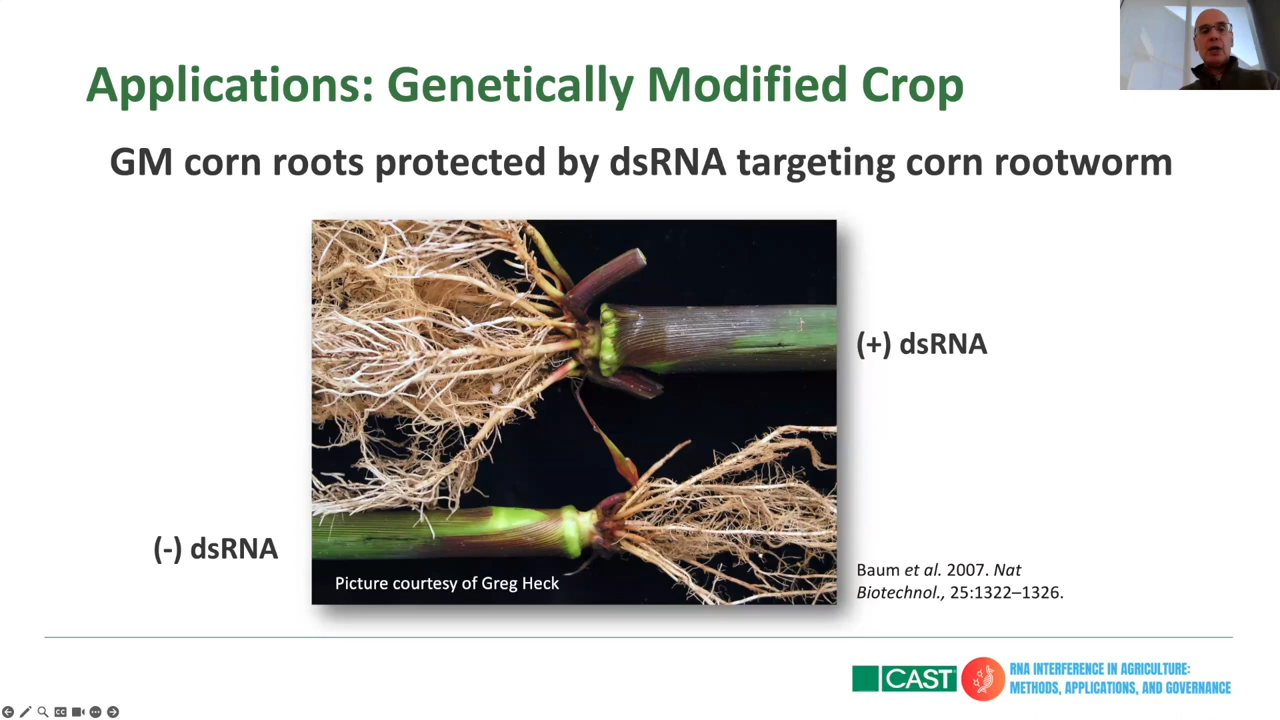 Applications: Genetically Modified Crop
GM corn roots protected by dsRNA targeting corn rootworm
(+) dsRNA
(-) dsRNA
Picture courtesy of Greg Heck
Baum et al. 2007. Nat
Biotechnol., 25:1322–1326.
CAST
RNA INTERFERENCE IN AGRICULTURE:
METHODS, APPLICATIONS, AND GOVERNANCE
CC